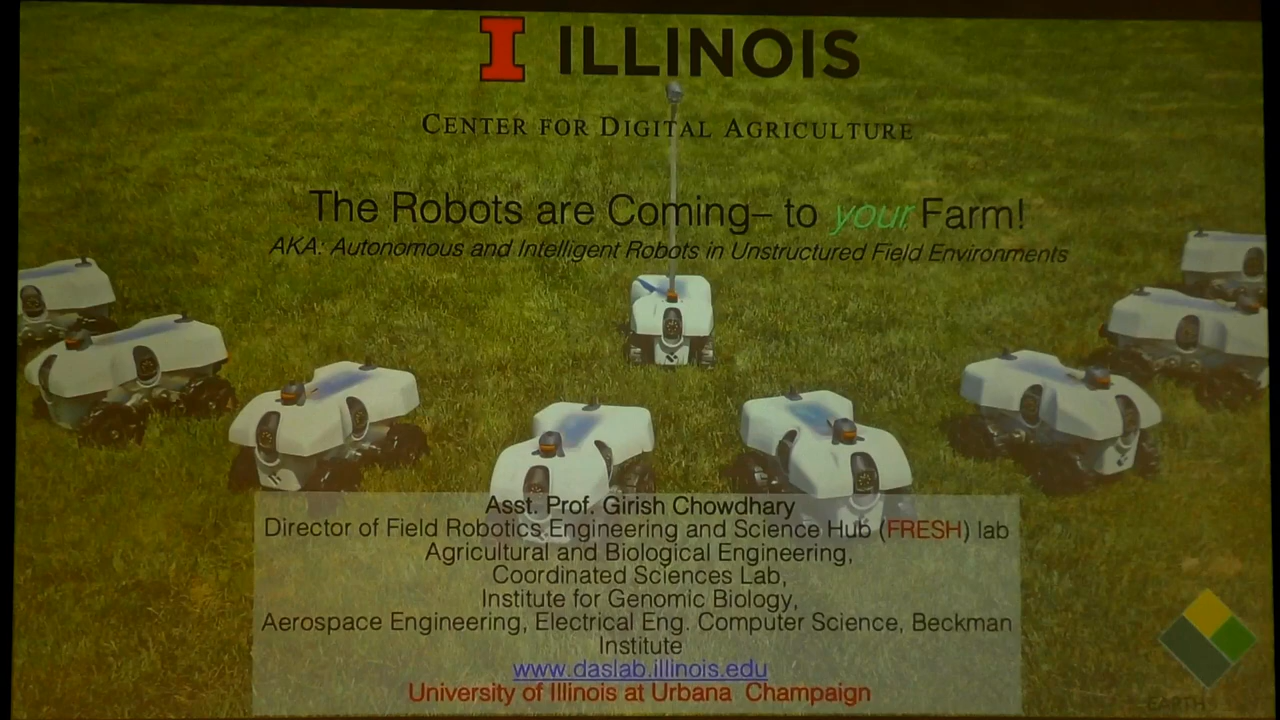 I ILLINOIS
CENTER FOR DIGITAL AGRICULTURE
The Robots are Coming– to your Farm!
AKA: Autonomous and Intelligent Robots in Unstructured Field Environments
Asst. Prof. Girish Chowdhary
Director of Field Robotics Engineering and Science Hub (FRESH) lab
Agricultural and Biological Engineering,
Coordinated Sciences Lab,
Institute for Genomic Biology,
Aerospace Engineering, Electrical Eng. Computer Science, Beckman
Institute
www.daslab.illinois.edu
University of Illinois at Urbana Champaign
EARTH